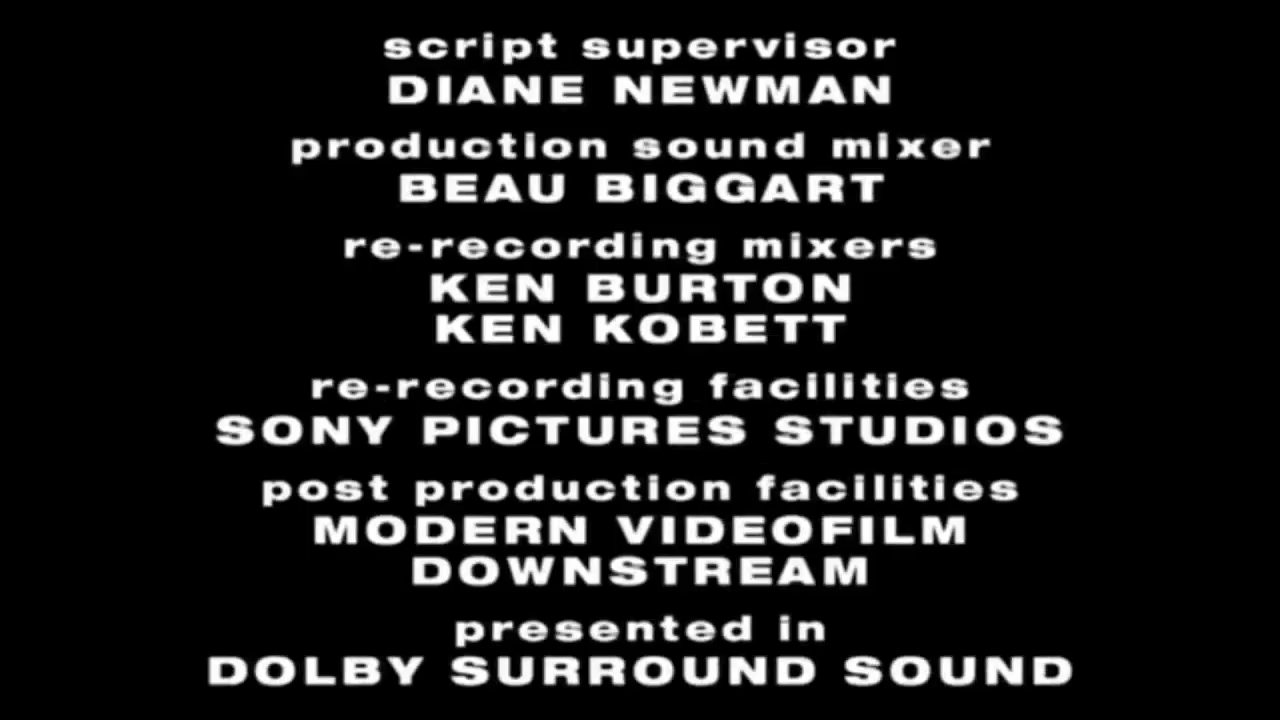 script supervisor
DIANE NEWMAN
production sound mixer
BEAU BIGGART
re-recording mixers
KEN BURTON
KEN KOBETT
re-recording facilities
SONY PICTURES STUDIOS
post production facilities
MODERN VIDEOFILM
DOWNSTREAM
presented in
DOLBY SURROUND SOUND